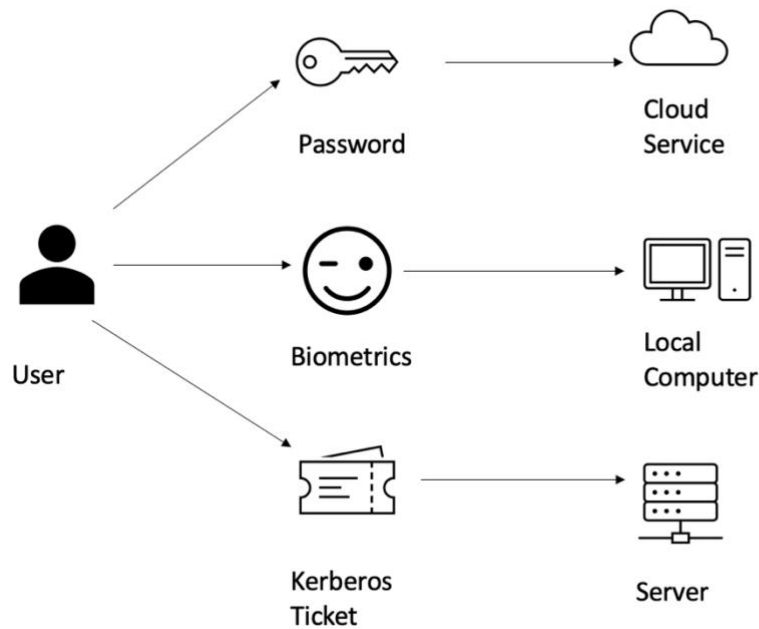 Password
Cloud
Service
User
Biometrics
Local
Computer
Kerberos
Ticket
Server